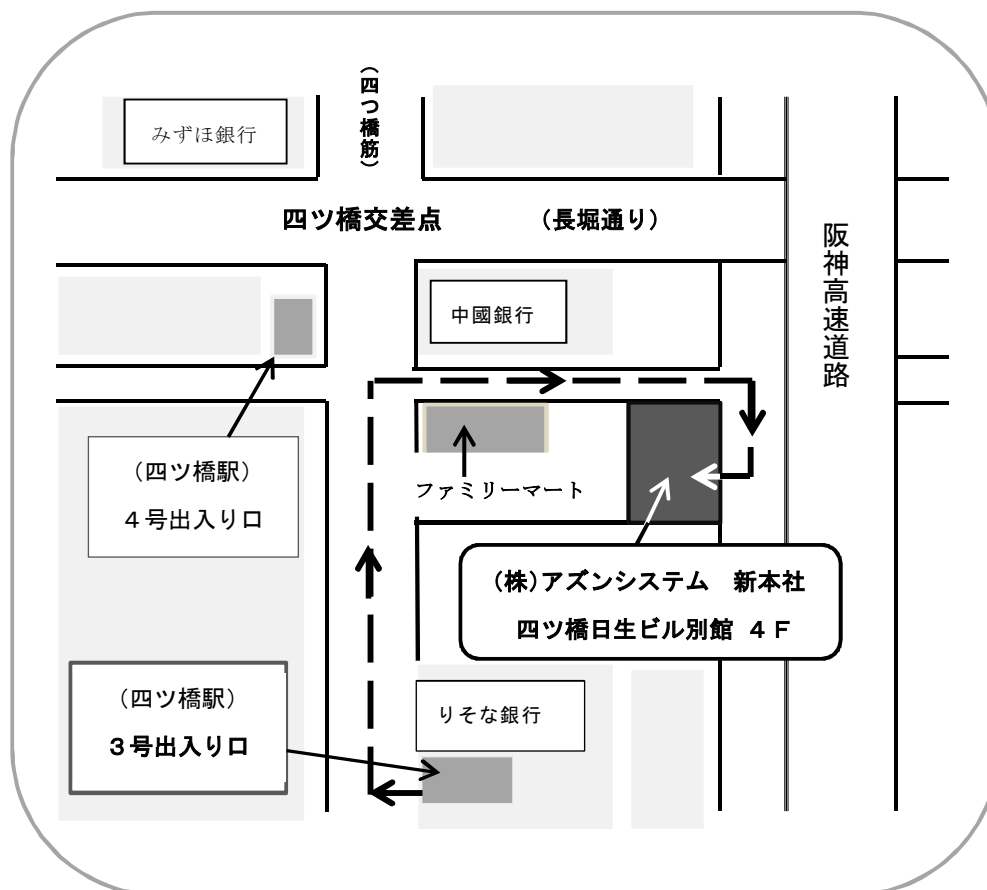 (四つ橋筋)
みずほ銀行
四ツ橋交差点
(長堀通り)
阪神高速道路
中國銀行
(四ツ橋駅)
４号出入り口
ファミリーマート
(株)アズンシステム　新本社
四ツ橋日生ビル別館 ４Ｆ
(四ツ橋駅)
３号出入り口
りそな銀行